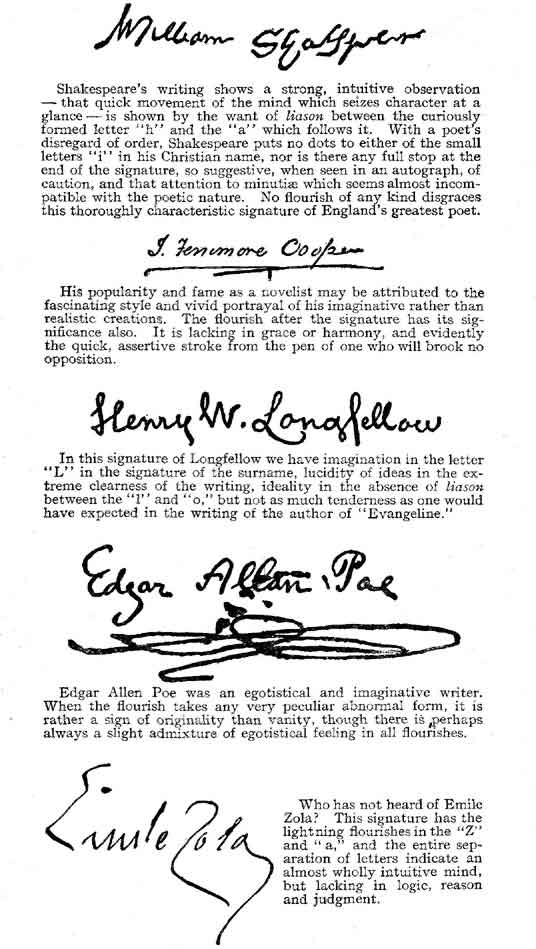 William Shakspere
Shakespeare's writing shows a strong, intuitive observation
— that quick movement of the mind which seizes character at a
glance — is shown by the want of liason between the curiously
formed letter "h" and the "a" which follows it. With a poet's
disregard of order, Shakespeare puts no dots to either of the small
letters "i" in his Christian name, nor is there any full stop at the
end of the signature, so suggestive, when seen in an autograph, of
caution, and that attention to minutiæ which seems almost incom-
patible with the poetic nature. No flourish of any kind disgraces
this thoroughly characteristic signature of England's greatest poet.
J. Fenimore Cooper
His popularity and fame as a novelist may be attributed to the
fascinating style and vivid portrayal of his imaginative rather than
realistic creations. The flourish after the signature has its sig-
nificance also. It is lacking in grace or harmony, and evidently
the quick, assertive stroke from the pen of one who will brook no
opposition.
Henry W. Longfellow
In this signature of Longfellow we have imagination in the letter
"L" in the signature of the surname, lucidity of ideas in the ex-
treme clearness of the writing, ideality in the absence of liason
between the "l" and "o," but not as much tenderness as one would
have expected in the writing of the author of "Evangeline."
Edgar Allan Poe
Edgar Allen Poe was an egotistical and imaginative writer.
When the flourish takes any very peculiar abnormal form, it is
rather a sign of originality than vanity, though there is perhaps
always a slight admixture of egotistical feeling in all flourishes.
Emile Zola
Who has not heard of Emile
Zola? This signature has the
lightning flourishes in the "Z"
and "a," and the entire sep-
aration of letters indicate an
almost wholly intuitive mind,
but lacking in logic, reason
and judgment.